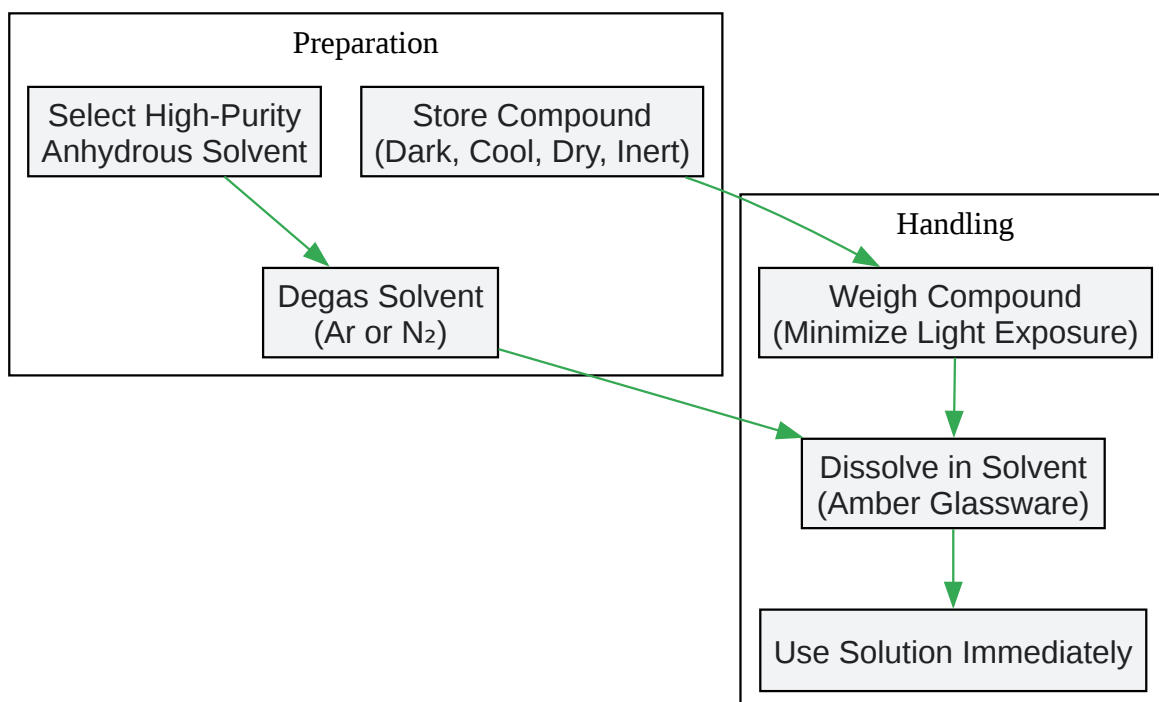 Preparation
Select High-Purity
Anhydrous Solvent
Store Compound
(Dark, Cool, Dry, Inert)
Degas Solvent
(Ar or N₂)
Handling
Weigh Compound
(Minimize Light Exposure)
Dissolve in Solvent
(Amber Glassware)
Use Solution Immediately